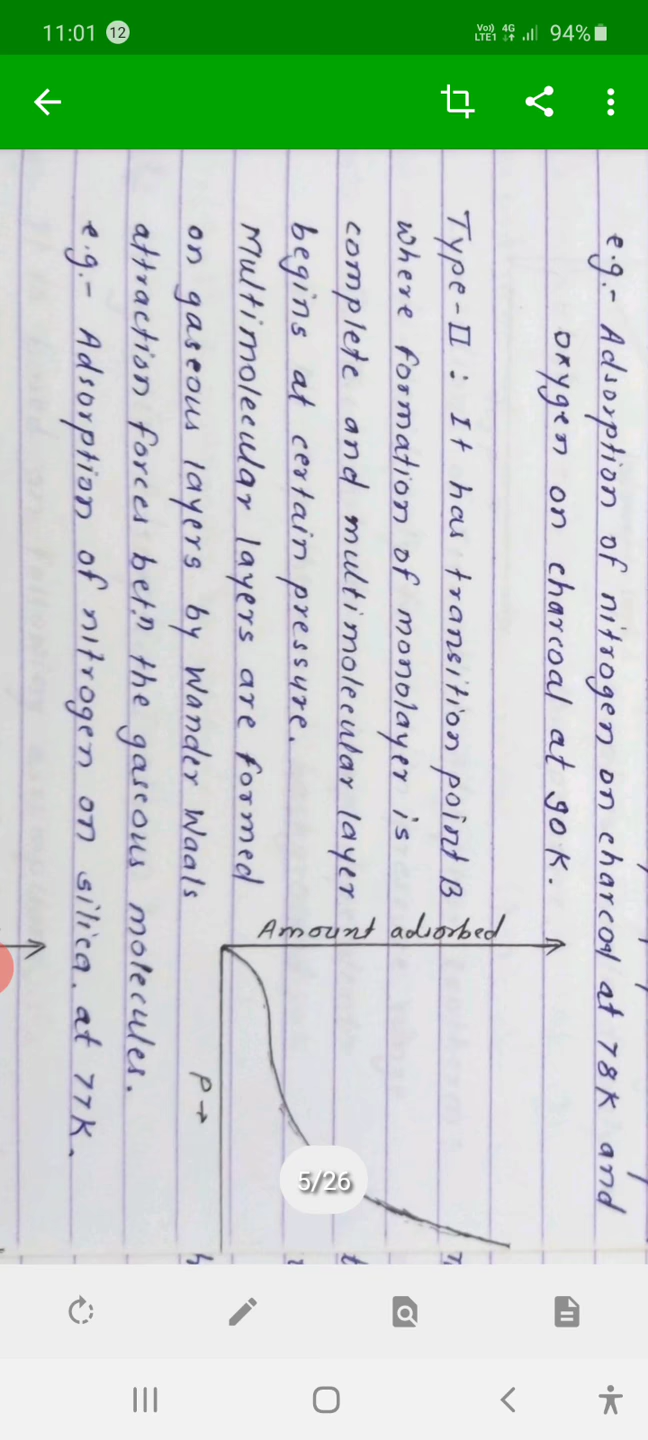 11:01 12 Vo)) 4G LTE1 94%
e.g.- Adsorption of nitrogen on charcoal at 78K and
oxygen on charcoal at 90K.
Type-II : It has transition point B
where formation of monolayer is
complete and multimolecular layer
begins at certain pressure.
Multimolecular layers are formed
on gaseous layers by Wander Waals
attraction forces betn the gaseous molecules.
e.g.- Adsorption of nitrogen on silica. at 77K.
Amount adsorbed
P →
5/26